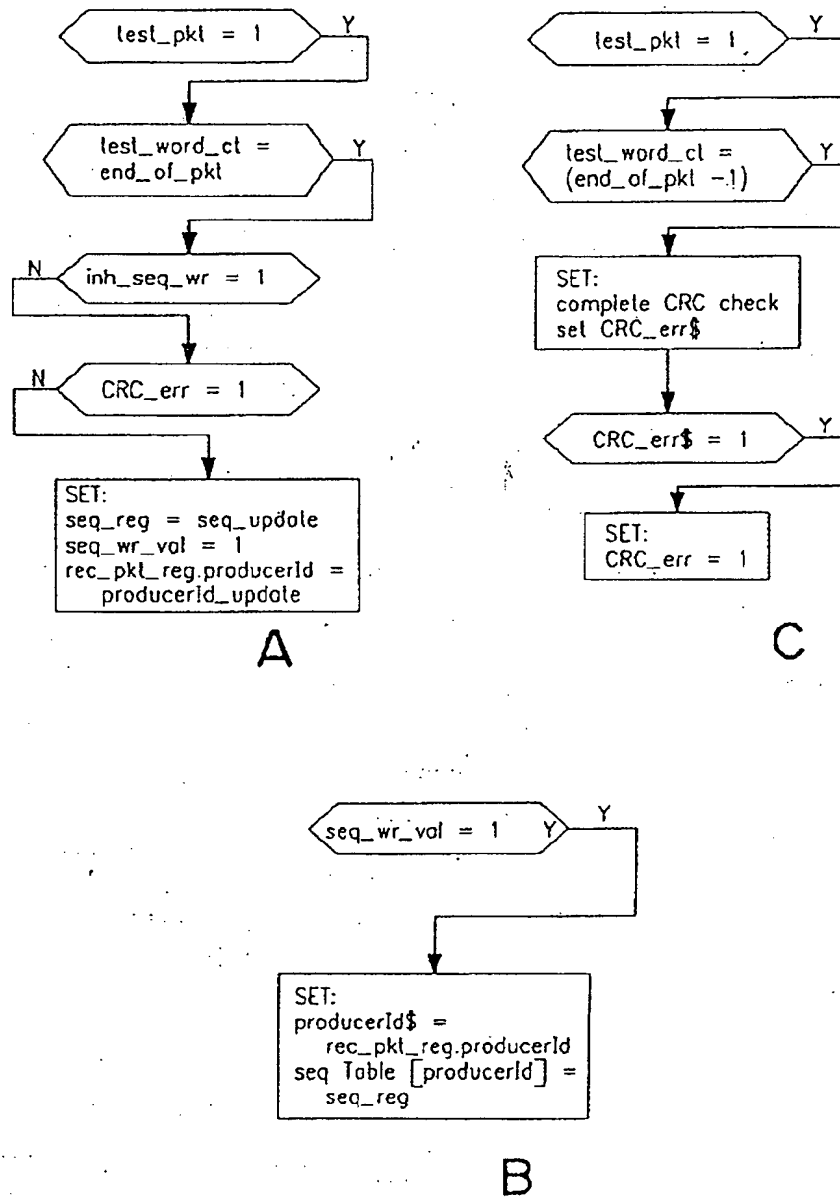 test_pkt = 1
Y
test_word_ct =
end_of_pkt
Y
inh_seq_wr = 1
N
CRC_err = 1
N
SET:
seq_reg = seq_update
seq_wr_val = 1
rec_pkt_reg.producerId =
producerId_update
A
test_pkt = 1
Y
test_word_ct =
(end_of_pkt -1)
Y
SET:
complete CRC check
set CRC_err$
CRC_err$ = 1
Y
SET:
CRC_err = 1
C
seq_wr_val = 1 Y
Y
SET:
producerId$ =
rec_pkt_reg.producerId
seq Table [producerId] =
seq_reg
B